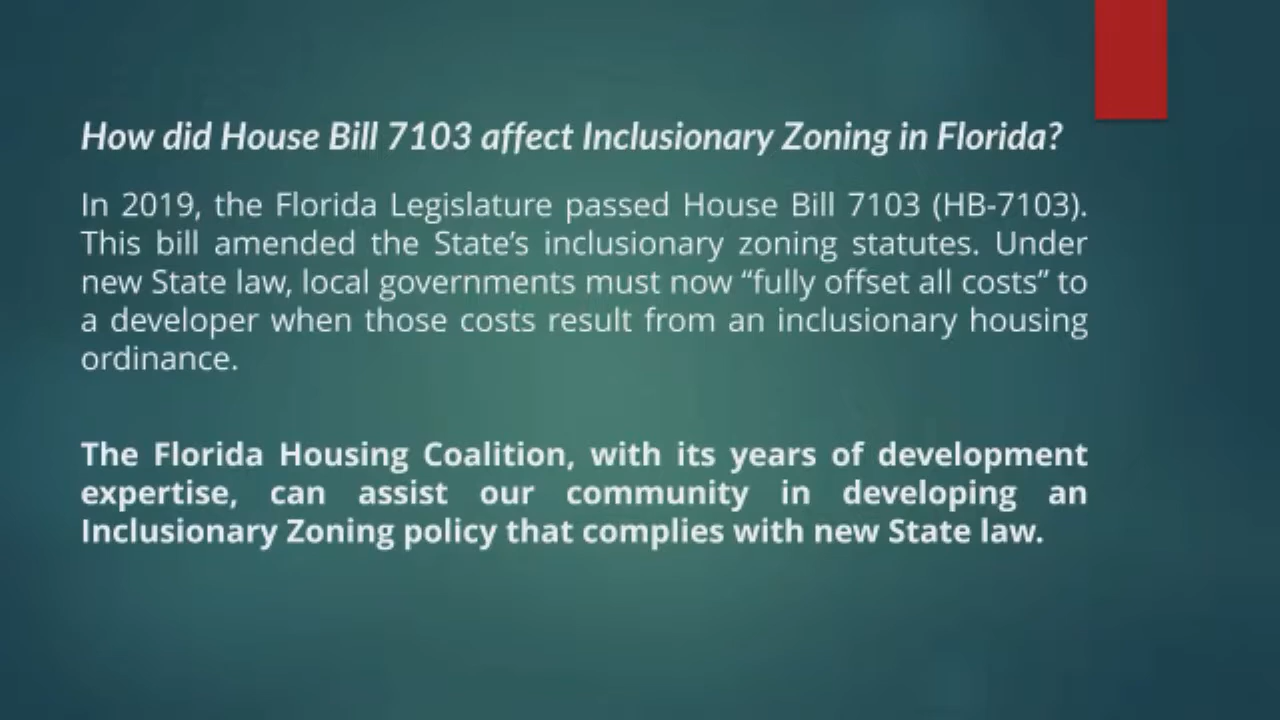 How did House Bill 7103 affect Inclusionary Zoning in Florida?
In 2019, the Florida Legislature passed House Bill 7103 (HB-7103).
This bill amended the State’s inclusionary zoning statutes. Under
new State law, local governments must now “fully offset all costs” to
a developer when those costs result from an inclusionary housing
ordinance.
The Florida Housing Coalition, with its years of development
expertise, can assist our community in developing an
Inclusionary Zoning policy that complies with new State law.